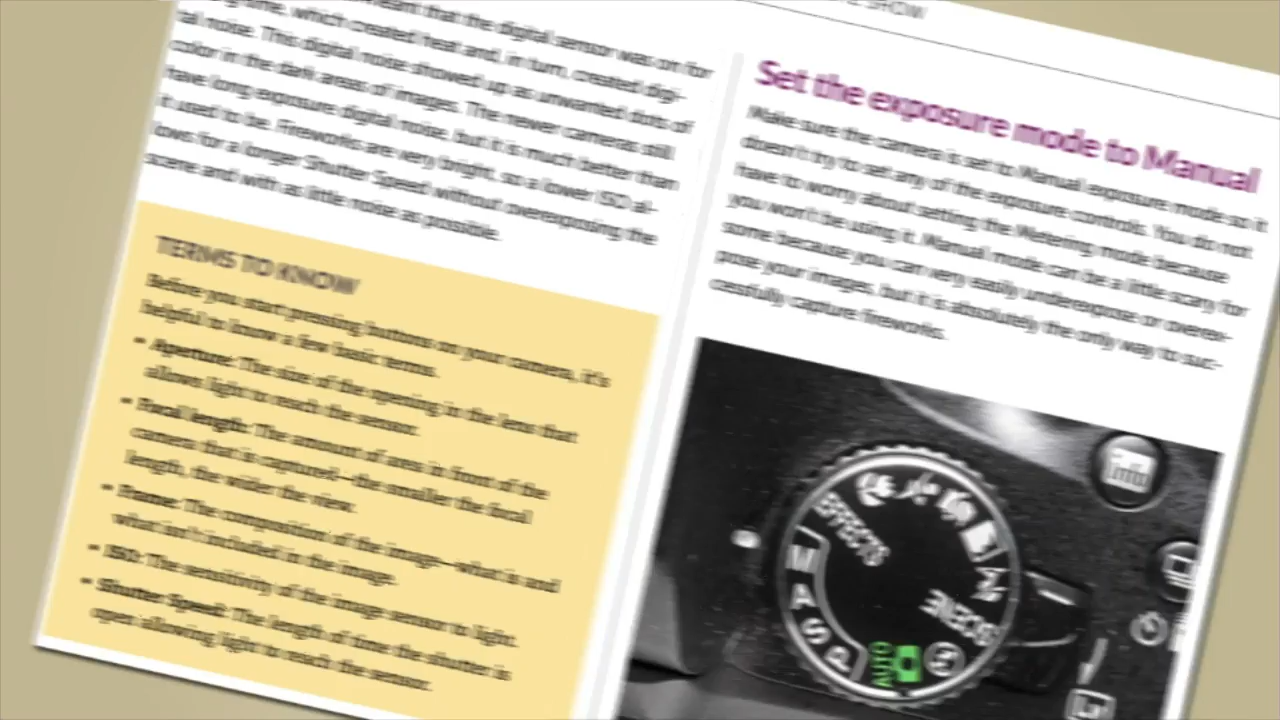 meant that the digital sensor was on for
time, which created heat and, in turn, created digi-
tal noise. This digital noise showed up as unwanted dots of
color in the dark areas of images. The newer cameras still
have long exposure digital noise, but it is much better than
it used to be. Fireworks are very bright, so a lower ISO al-
lows for a longer Shutter Speed without overexposing the
scene and with as little noise as possible.
TERMS TO KNOW
Before you start pressing buttons on your camera, it's
helpful to know a few basic terms.
• Aperture: The size of the opening in the lens that
allows light to reach the sensor.
• Focal length: The amount of area in front of the
camera that is captured—the smaller the focal
length, the wider the view.
• Frame: The composition of the image—what is and
what isn't included in the image.
• ISO: The sensitivity of the image sensor to light.
• Shutter Speed: The length of time the shutter is
open allowing light to reach the sensor.
SHOW
Set the exposure mode to Manual
Make sure the camera is set to Manual exposure mode so it
doesn't try to set any of the exposure controls. You do not
have to worry about setting the Metering mode because
you won't be using it. Manual mode can be a little scary for
some because you can very easily underexpose or overex-
pose your images, but it is absolutely the only way to suc-
cessfully capture fireworks.
info
EFFECTS
M
A
S
P
AUTO
SCENE